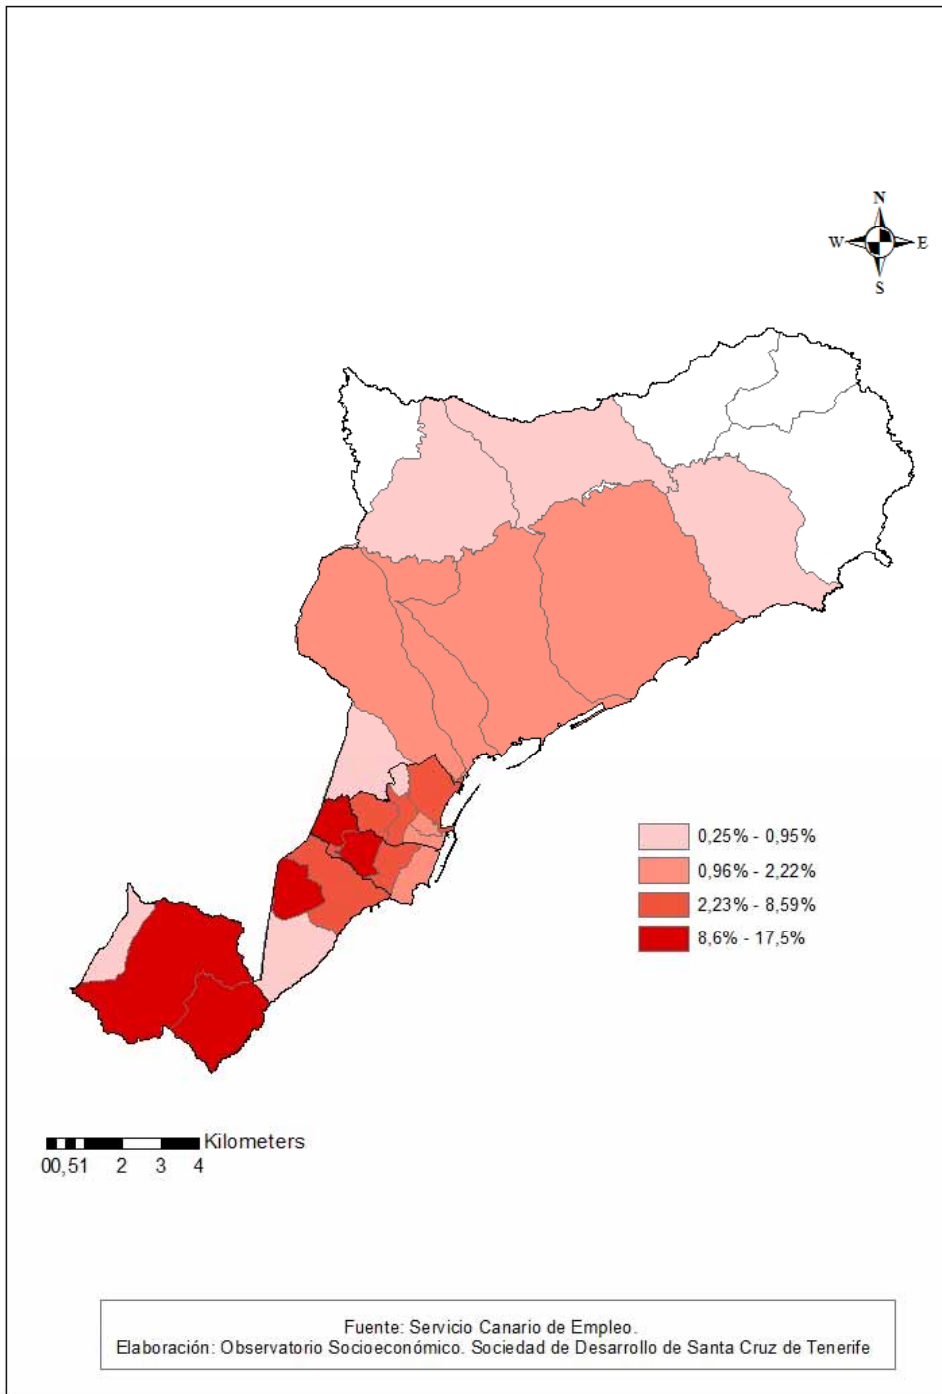 N
W E
S
0,25% - 0,95%
0,96% - 2,22%
2,23% - 8,59%
8,6% - 17,5%
Kilometers
00,51 2 3 4
Fuente: Servicio Canario de Empleo.
Elaboración: Observatorio Socioeconómico. Sociedad de Desarrollo de Santa Cruz de Tenerife